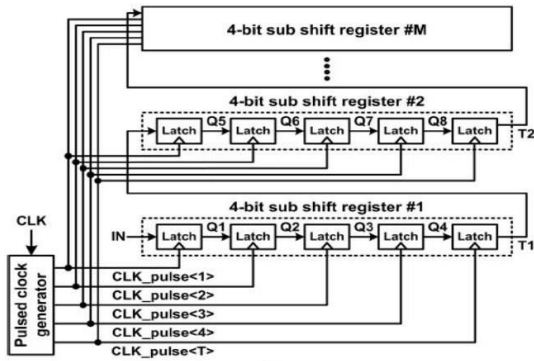 4-bit sub shift register #M
4-bit sub shift register #2
Q5 Q6 Q7 Q8
Latch Latch Latch Latch Latch
T2
4-bit sub shift register #1
CLK
IN
Q1 Q2 Q3 Q4
Latch Latch Latch Latch Latch
T1
Pulsed clock
generator
CLK_pulse<1>
CLK_pulse<2>
CLK_pulse<3>
CLK_pulse<4>
CLK_pulse<T>